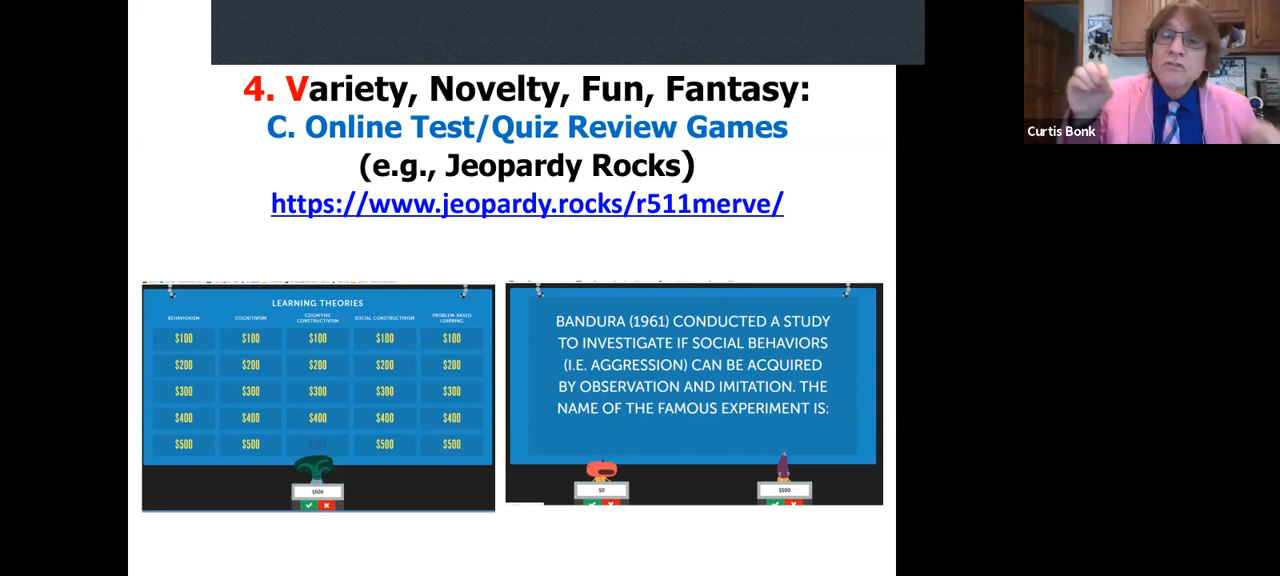 4. Variety, Novelty, Fun, Fantasy:
C. Online Test/Quiz Review Games
(e.g., Jeopardy Rocks)
https://www.jeopardy.rocks/r511merve/
Curtis Bonk
LEARNING THEORIES
BEHAVIORISM COGNITIVISM COGNITIVE CONSTRUCTIVISM SOCIAL CONSTRUCTIVISM PROBLEM-BASED LEARNING
$100 $100 $100 $100 $100
$200 $200 $200 $200 $200
$300 $300 $300 $300 $300
$400 $400 $400 $400 $400
$500 $500 $500 $500
$500
BANDURA (1961) CONDUCTED A STUDY
TO INVESTIGATE IF SOCIAL BEHAVIORS
(I.E. AGGRESSION) CAN BE ACQUIRED
BY OBSERVATION AND IMITATION. THE
NAME OF THE FAMOUS EXPERIMENT IS:
$0 $500